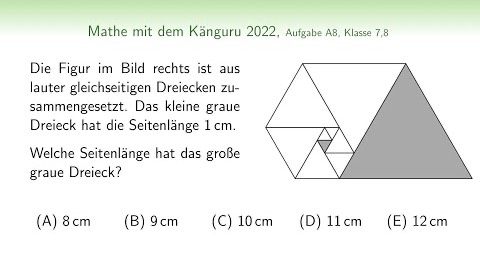 Mathe mit dem Känguru 2022, Aufgabe A8, Klasse 7,8
Die Figur im Bild rechts ist aus
lauter gleichseitigen Dreiecken zu-
sammengesetzt. Das kleine graue
Dreieck hat die Seitenlänge 1 cm.
Welche Seitenlänge hat das große
graue Dreieck?
(A) 8 cm (B) 9 cm (C) 10 cm (D) 11 cm (E) 12 cm